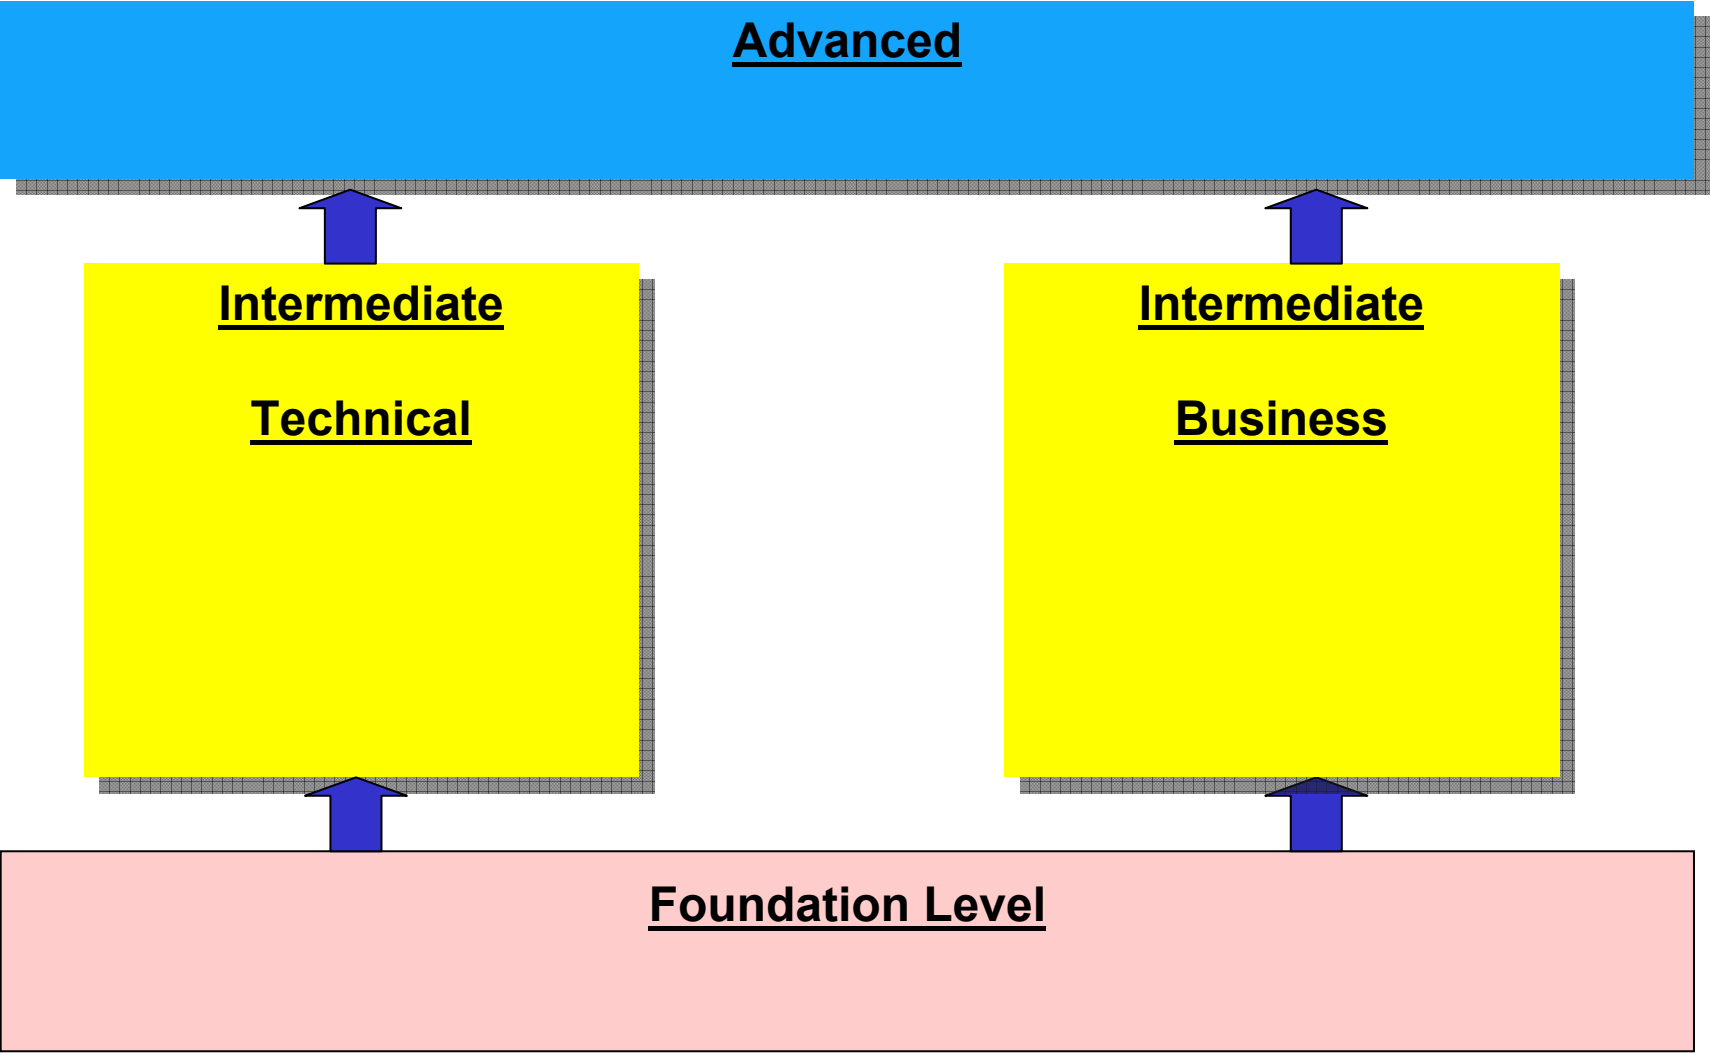 Advanced
Intermediate
Technical
Intermediate
Business
Foundation Level